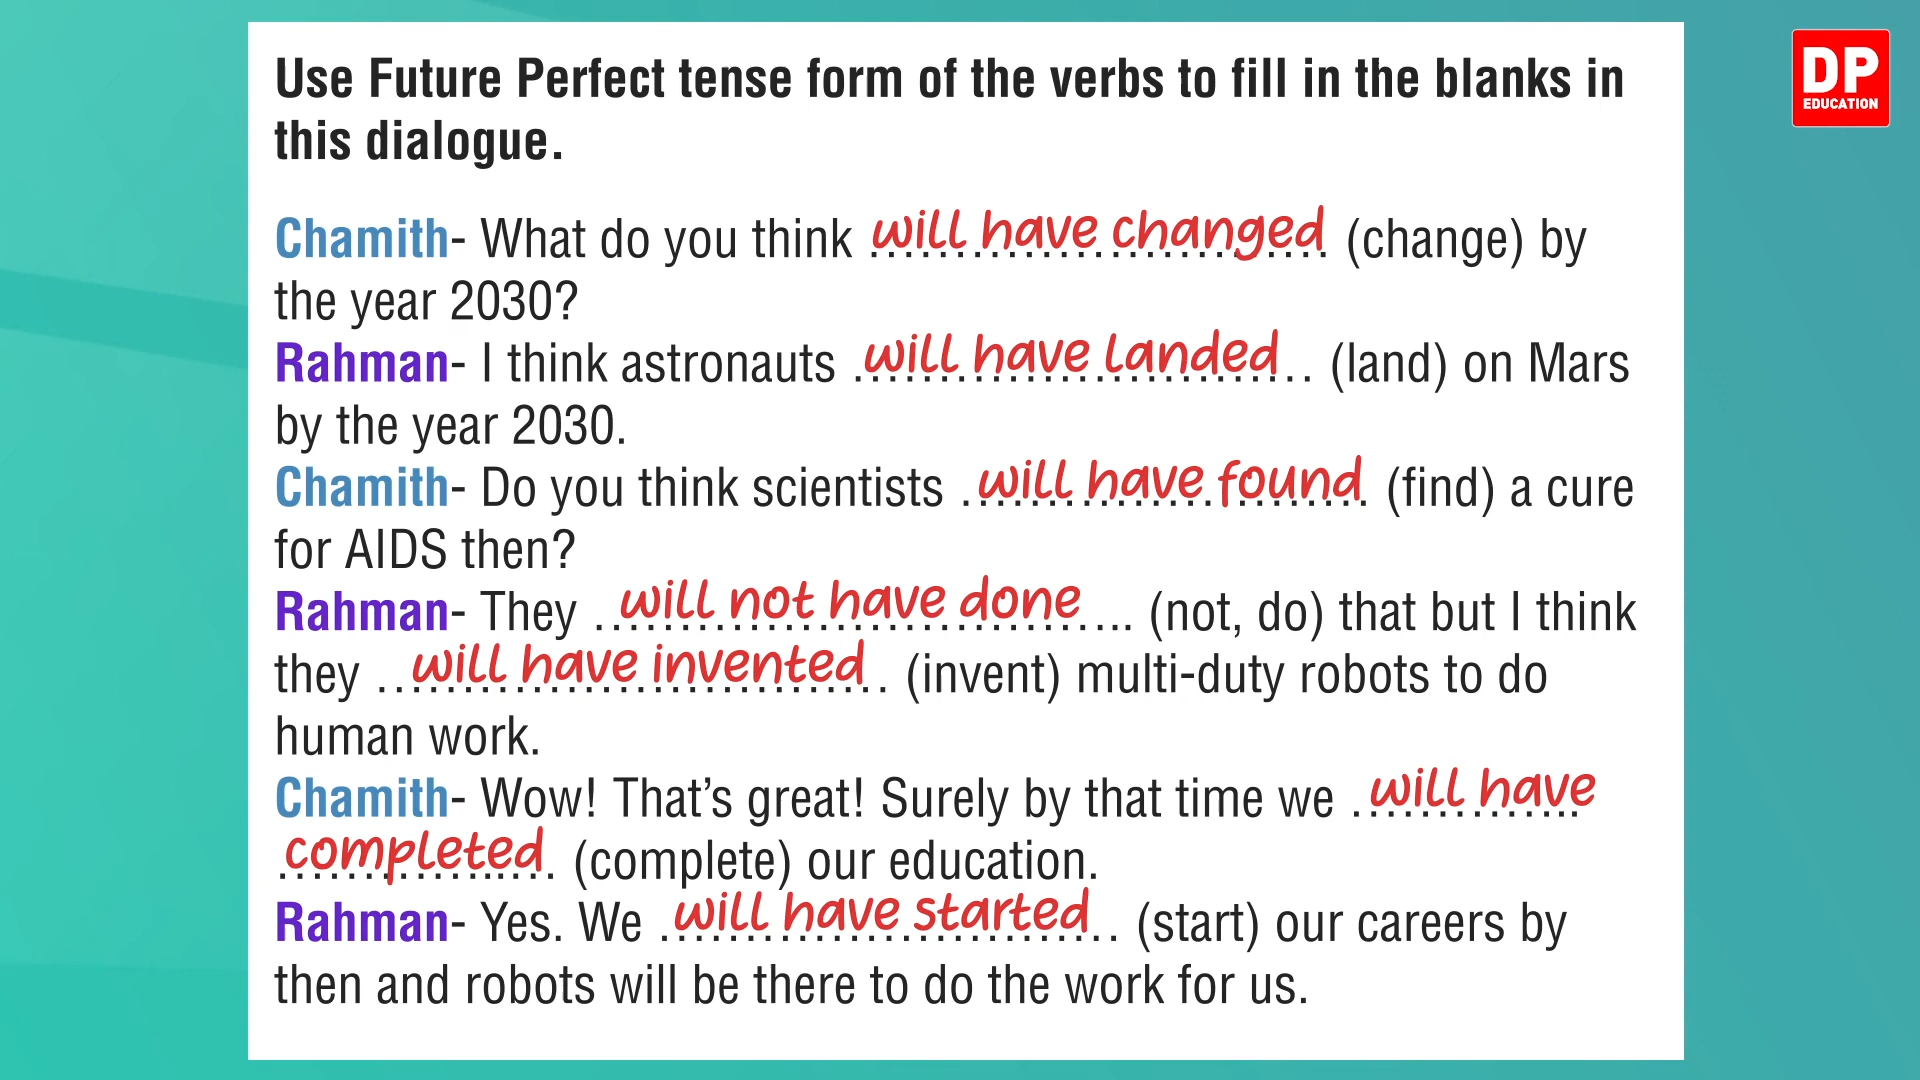 Use Future Perfect tense form of the verbs to fill in the blanks in
this dialogue.
Chamith- What do you think will have changed (change) by
the year 2030?
Rahman- I think astronauts will have landed (land) on Mars
by the year 2030.
Chamith- Do you think scientists will have found (find) a cure
for AIDS then?
Rahman- They will not have done (not, do) that but I think
they will have invented (invent) multi-duty robots to do
human work.
Chamith- Wow! That’s great! Surely by that time we will have
completed (complete) our education.
Rahman- Yes. We will have started (start) our careers by
then and robots will be there to do the work for us.
DP
EDUCATION